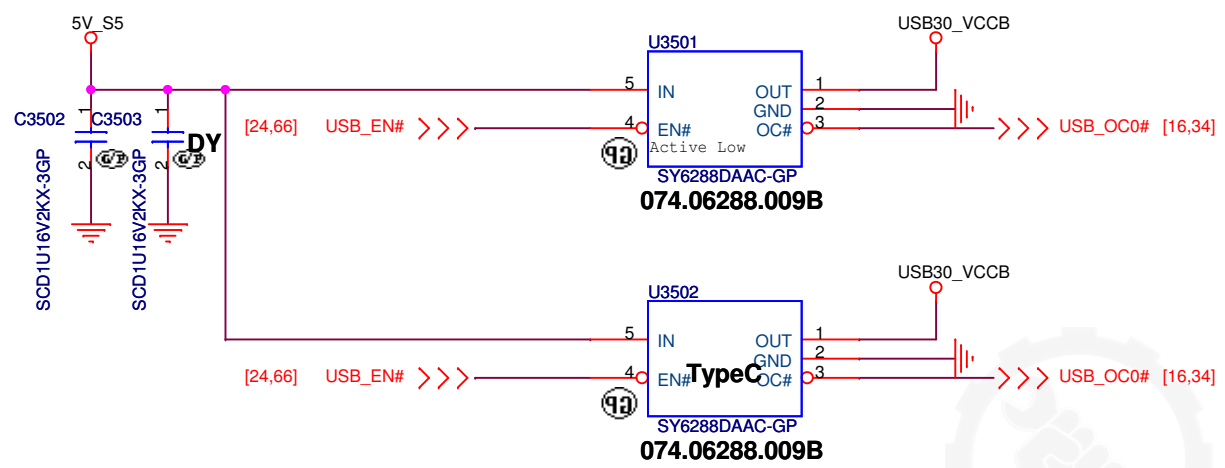 5V_S5
C3502
C3503
1
1
2
2
DY
SCD1U16V2KX-3GP
SCD1U16V2KX-3GP
U3501
USB30_VCCB
5 IN OUT 1
GND 2
[24,66] USB_EN# 4 EN# OC# 3 USB_OC0# [16,34]
Active Low
GP
SY6288DAAC-GP
074.06288.009B
U3502
USB30_VCCB
5 IN OUT 1
GND 2
[24,66] USB_EN# 4 EN# TypeC OC# 3 USB_OC0# [16,34]
GP
SY6288DAAC-GP
074.06288.009B